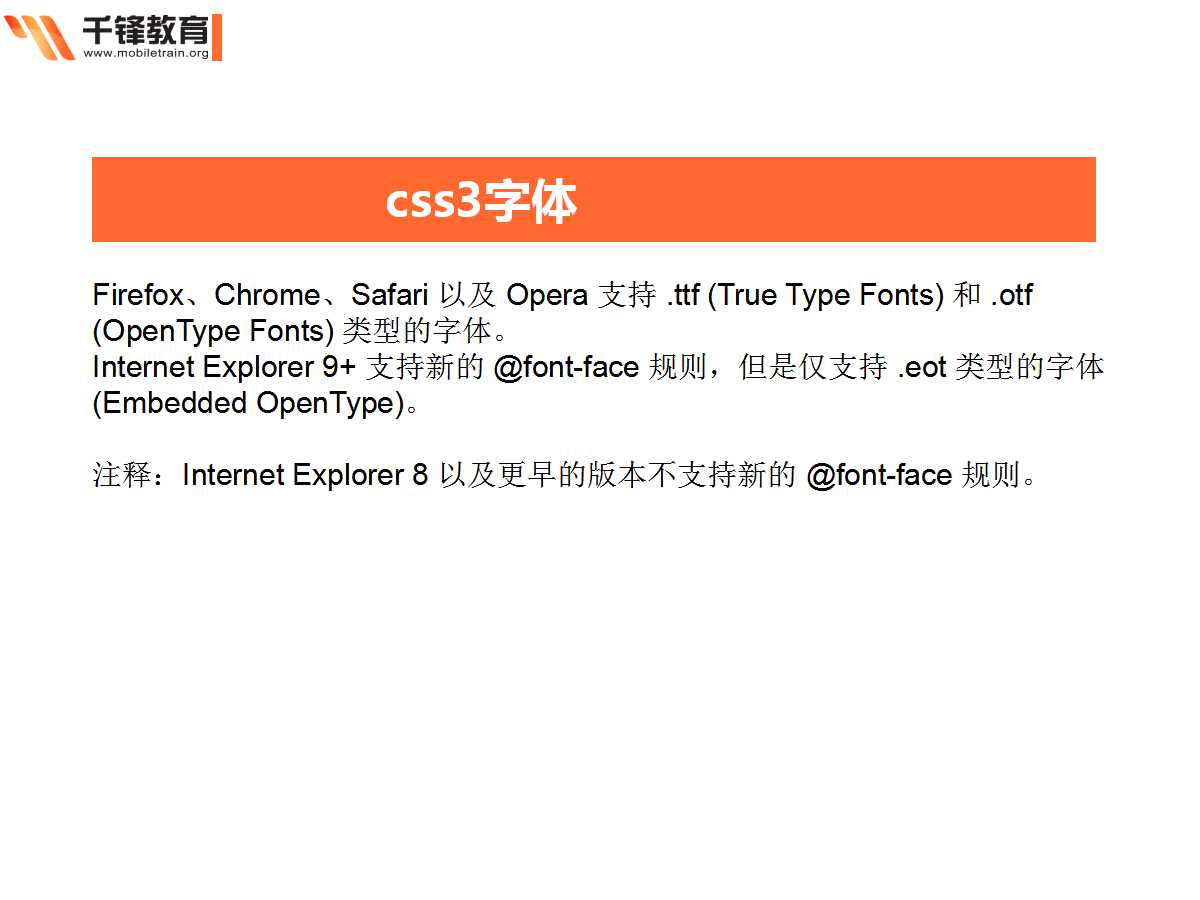 千锋教育
www.mobiletrain.org
css3字体
Firefox、Chrome、Safari 以及 Opera 支持 .ttf (True Type Fonts) 和 .otf
(OpenType Fonts) 类型的字体。
Internet Explorer 9+ 支持新的 @font-face 规则，但是仅支持 .eot 类型的字体
(Embedded OpenType)。
注释：Internet Explorer 8 以及更早的版本不支持新的 @font-face 规则。